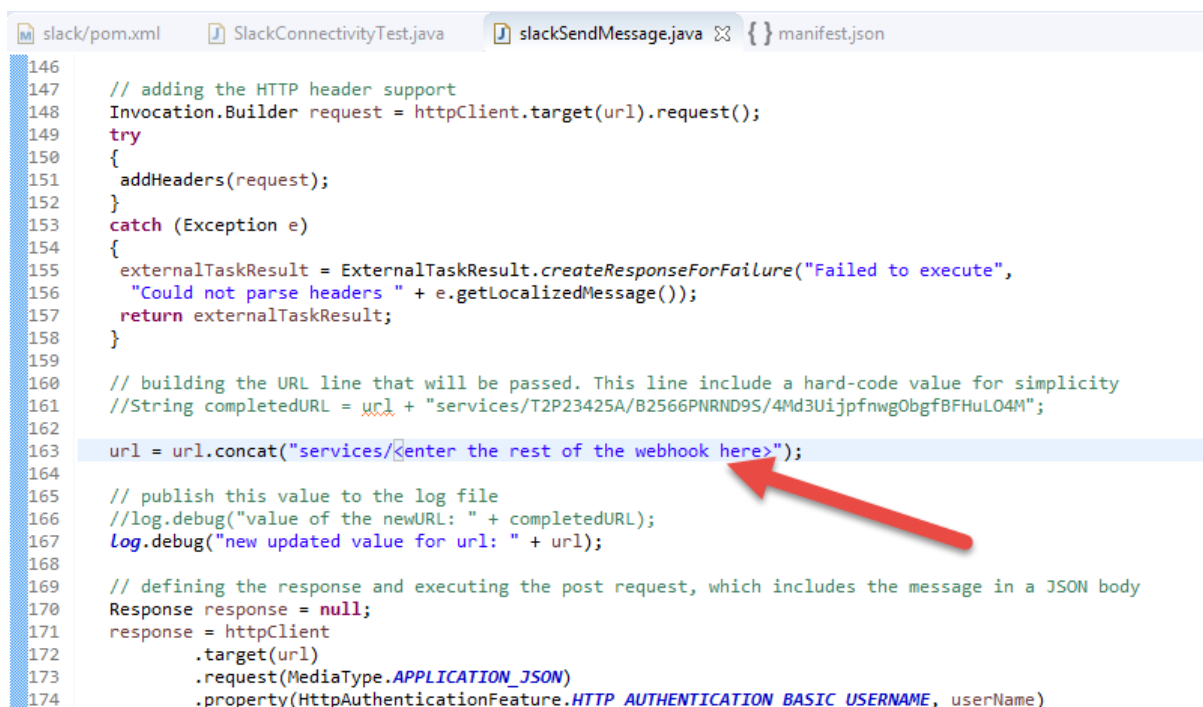 slack/pom.xml SlackConnectivityTest.java slackSendMessage.java { } manifest.json
146
147 // adding the HTTP header support
148 Invocation.Builder request = httpClient.target(url).request();
149 try
150 {
151 addHeaders(request);
152 }
153 catch (Exception e)
154 {
155 externalTaskResult = ExternalTaskResult.createResponseForFailure("Failed to execute",
156 "Could not parse headers " + e.getLocalizedMessage());
157 return externalTaskResult;
158 }
159
160 // building the URL line that will be passed. This line include a hard-code value for simplicity
161 //String completedURL = url + "services/T2P23425A/B2566PNRND9S/4Md3UijpfnwgObgfBFHuLO4M";
162
163 url = url.concat("services/<enter the rest of the webhook here>");
164
165 // publish this value to the log file
166 //log.debug("value of the newURL: " + completedURL);
167 log.debug("new updated value for url: " + url);
168
169 // defining the response and executing the post request, which includes the message in a JSON body
170 Response response = null;
171 response = httpClient
172 .target(url)
173 .request(MediaType.APPLICATION_JSON)
174 .property(HttpAuthenticationFeature.HTTP_AUTHENTICATION_BASIC_USERNAME, userName)